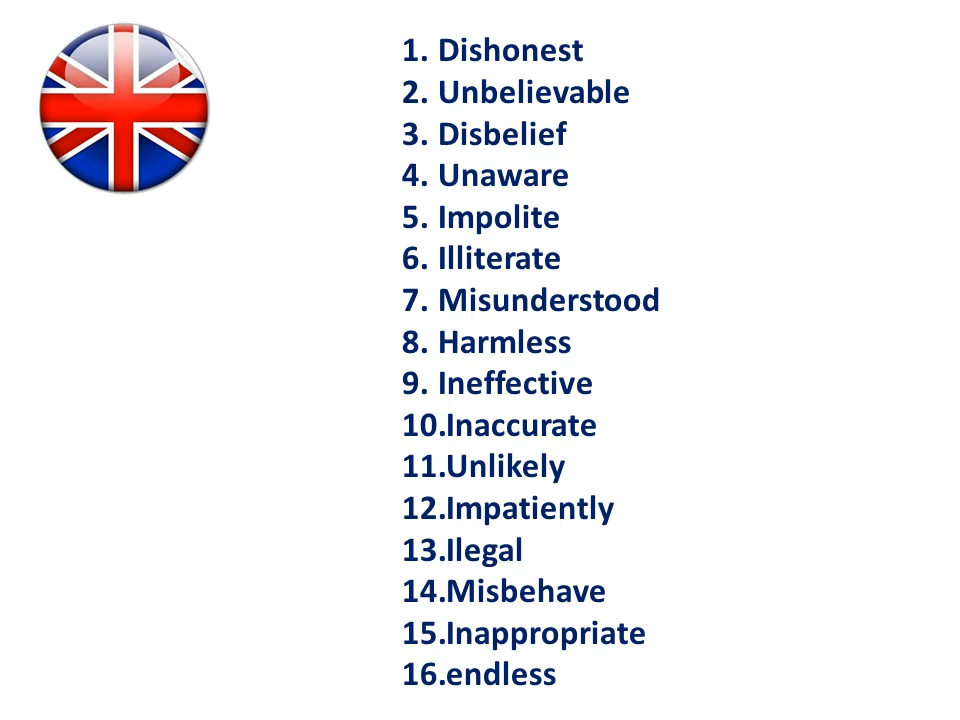 1. Dishonest
2. Unbelievable
3. Disbelief
4. Unaware
5. Impolite
6. Illiterate
7. Misunderstood
8. Harmless
9. Ineffective
10.Inaccurate
11.Unlikely
12.Impatiently
13.Ilegal
14.Misbehave
15.Inappropriate
16.endless